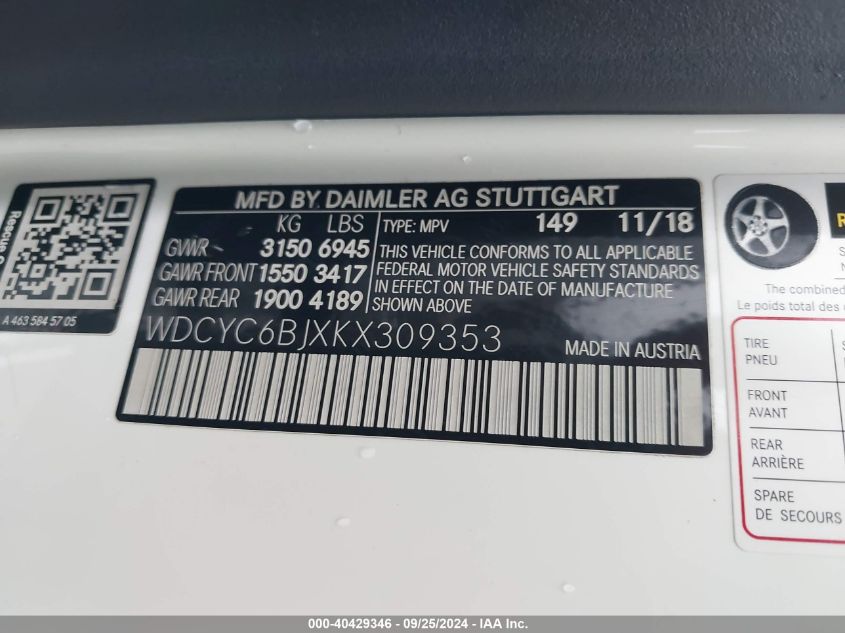 MFD BY DAIMLER AG STUTTGART
KG LBS
GVWR 3150 6945
GAWR FRONT 1550 3417
GAWR REAR 1900 4189
TYPE: MPV 149 11/18
THIS VEHICLE CONFORMS TO ALL APPLICABLE
FEDERAL MOTOR VEHICLE SAFETY STANDARDS
IN EFFECT ON THE DATE OF MANUFACTURE
SHOWN ABOVE
WDCYC6BJXKX309353
MADE IN AUSTRIA
Rescue
A 463 584 57 05
The combined
Le poids total des
TIRE
PNEU
FRONT
AVANT
REAR
ARRIÈRE
SPARE
DE SECOURS
000-40429346 - 09/25/2024 - IAA Inc.